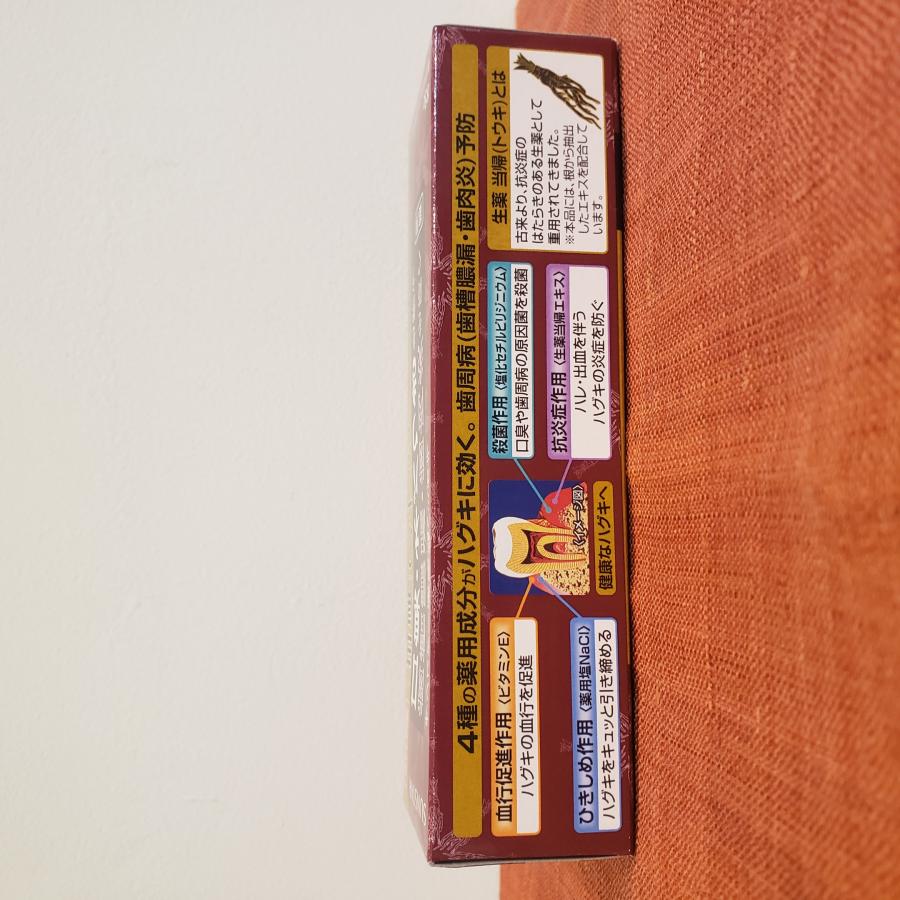 4種の薬用成分がハグキに効く。歯周病(歯槽膿漏・歯肉炎)予防
血行促進作用〈ビタミンE〉
ハグキの血行を促進
ひきしめ作用〈薬用塩NaCl〉
ハグキをキュッと引き締める
〈イメージ図〉
健康なハグキへ
殺菌作用〈塩化セチルピリジニウム〉
口臭や歯周病の原因菌を殺菌
抗炎症作用〈生薬当帰エキス〉
ハレ・出血を伴う
ハグキの炎症を防ぐ
生薬 当帰(トウキ)とは
古来より、抗炎症の
はたらきのある生薬として
重用されてきました。
※本品には、根から抽出
したエキスを配合して
います。